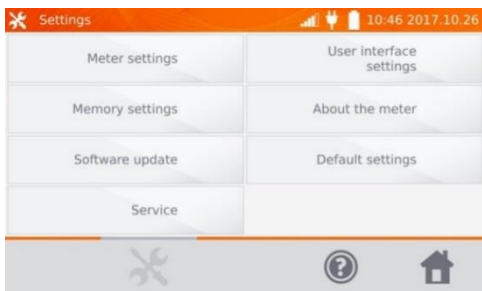 Settings 10:46 2017.10.26
Meter settings
User interface
settings
Memory settings
About the meter
Software update
Default settings
Service
?